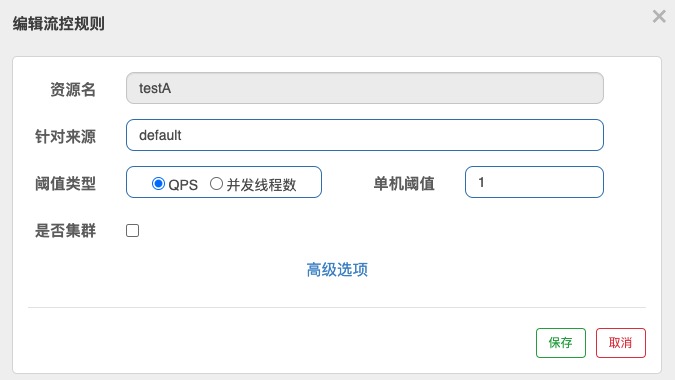 编辑流控规则
资源名 testA
针对来源 default
阈值类型 QPS 并发线程数 单机阈值 1
是否集群
高级选项
保存 取消